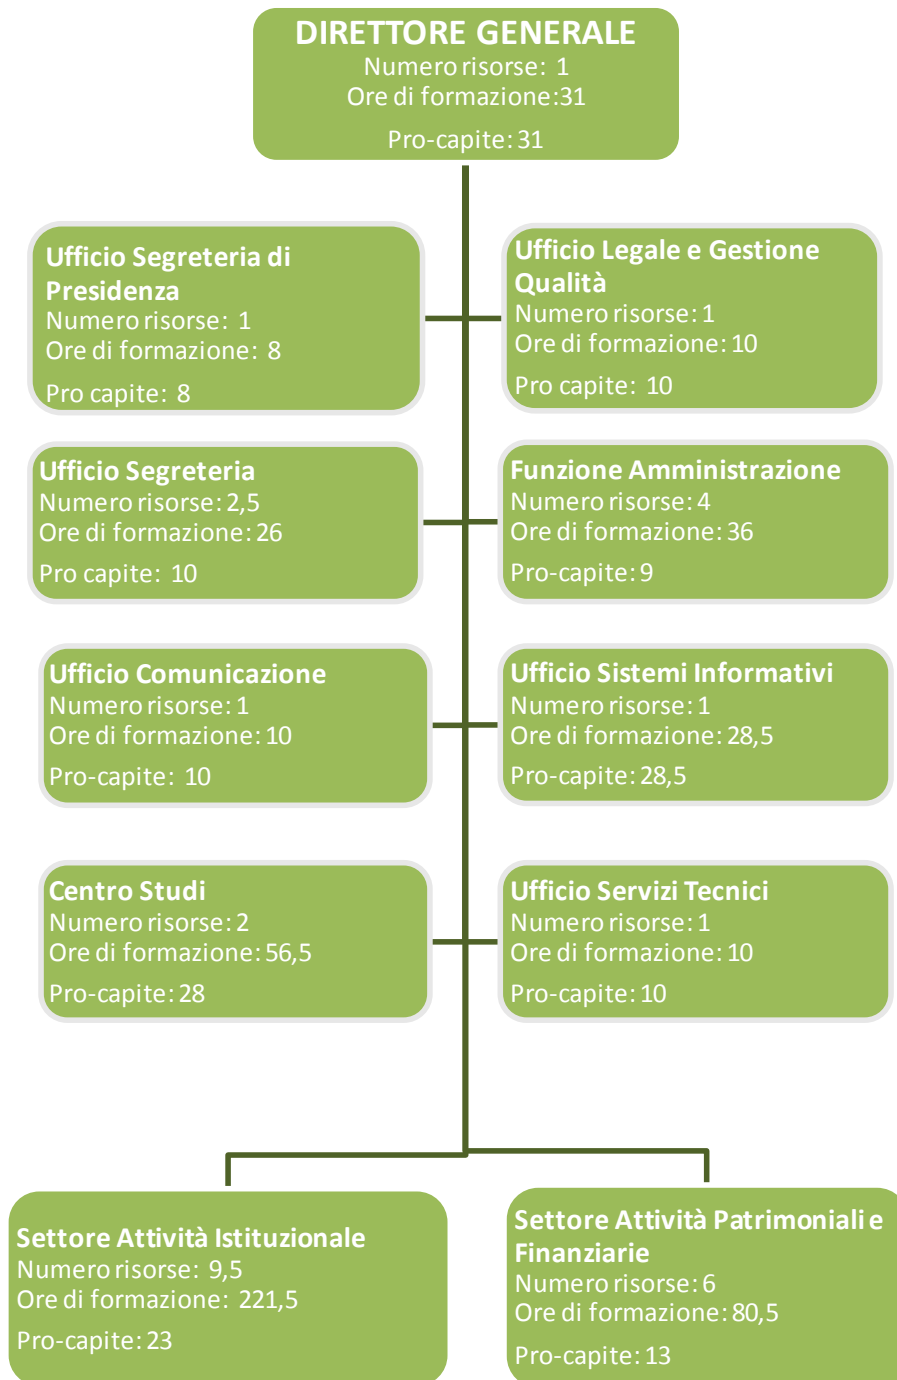 DIRETTORE GENERALE
Numero risorse: 1
Ore di formazione:31
Pro-capite: 31
Ufficio Segreteria di
Presidenza
Numero risorse: 1
Ore di formazione: 8
Pro capite: 8
Ufficio Legale e Gestione
Qualità
Numero risorse: 1
Ore di formazione: 10
Pro capite: 10
Ufficio Segreteria
Numero risorse: 2,5
Ore di formazione: 26
Pro capite: 10
Funzione Amministrazione
Numero risorse: 4
Ore di formazione: 36
Pro-capite: 9
Ufficio Comunicazione
Numero risorse: 1
Ore di formazione: 10
Pro-capite: 10
Ufficio Sistemi Informativi
Numero risorse: 1
Ore di formazione: 28,5
Pro-capite: 28,5
Centro Studi
Numero risorse: 2
Ore di formazione: 56,5
Pro-capite: 28
Ufficio Servizi Tecnici
Numero risorse: 1
Ore di formazione: 10
Pro-capite: 10
Settore Attività Istituzionale
Numero risorse: 9,5
Ore di formazione: 221,5
Pro-capite: 23
Settore Attività Patrimoniali e
Finanziarie
Numero risorse: 6
Ore di formazione: 80,5
Pro-capite: 13